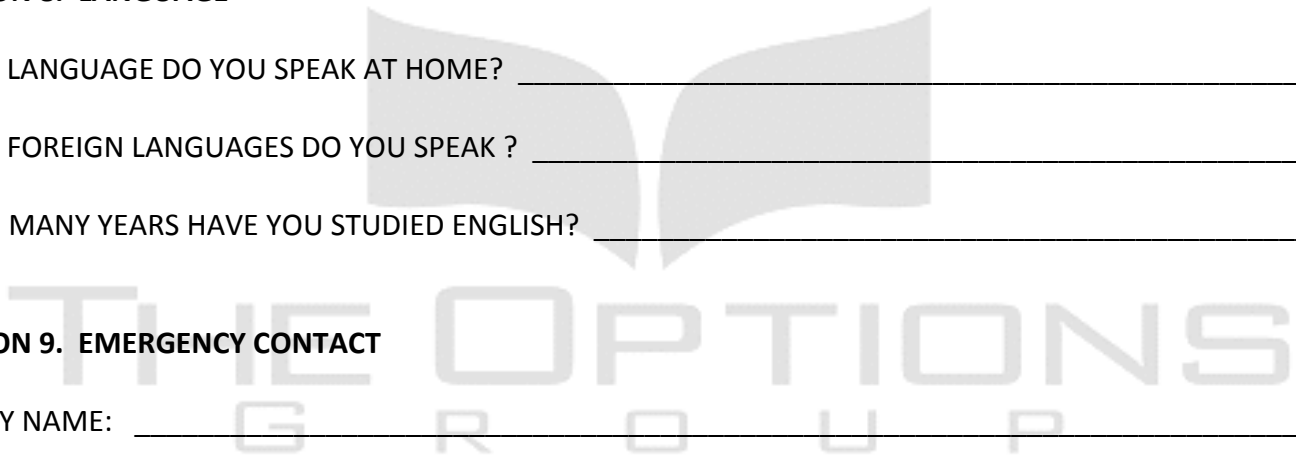 LANGUAGE DO YOU SPEAK AT HOME?
FOREIGN LANGUAGES DO YOU SPEAK ?
MANY YEARS HAVE YOU STUDIED ENGLISH?
THE OPTIONS
ON 9. EMERGENCY CONTACT
GROUP
Y NAME: